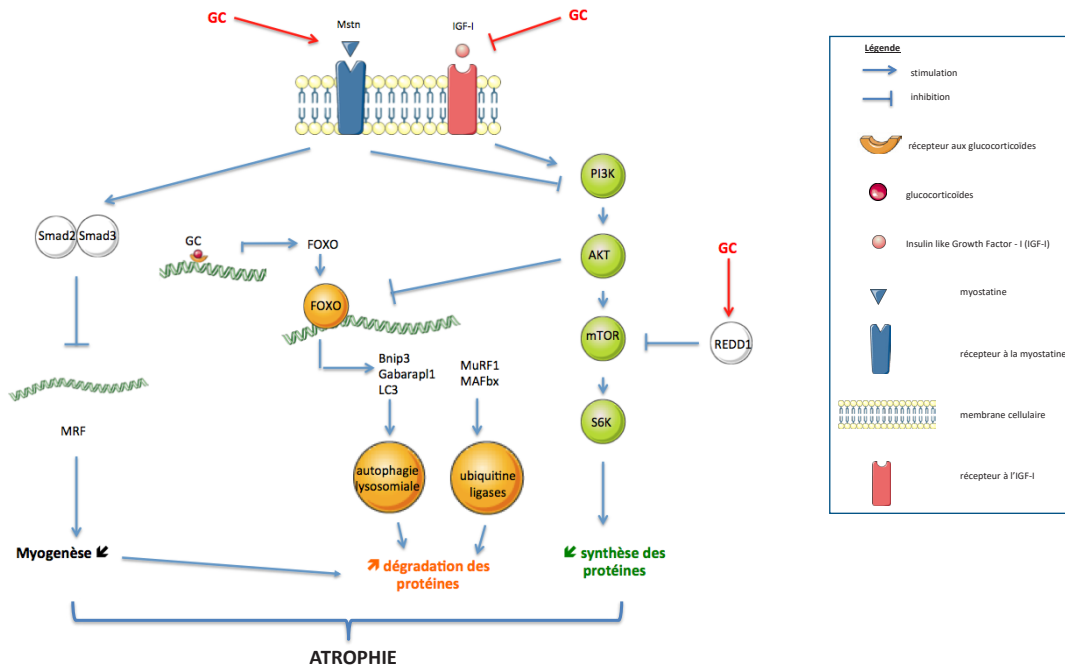 GC
Mstn
IGF-I
GC
PI3K
Smad2
Smad3
GC
FOXO
AKT
GC
FOXO
mTOR
REDD1
Bnip3
Gabarapl1
LC3
MuRF1
MAFbx
S6K
MRF
autophagie
lysosomiale
ubiquitine
ligases
Myogenèse
dégradation des
protéines
synthèse des
protéines
ATROPHIE
Légende
stimulation
inhibition
récepteur aux glucocorticoïdes
glucocorticoïdes
Insulin like Growth Factor - I (IGF-I)
myostatine
récepteur à la myostatine
membrane cellulaire
récepteur à l'IGF-I